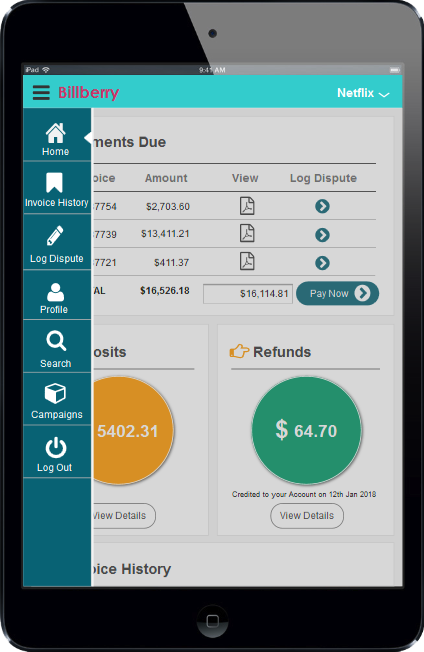 iPad 9:41 AM
Billberry Netflix
ments Due
oice Amount View Log Dispute
7754 $2,703.60
7739 $13,411.21
7721 $411.37
AL $16,526.18 $16,114.81 Pay Now
Home
Invoice History
Log Dispute
Profile
Search
Campaigns
Log Out
osits
5402.31
View Details
Refunds
$ 64.70
Credited to your Account on 12th Jan 2018
View Details
oice History